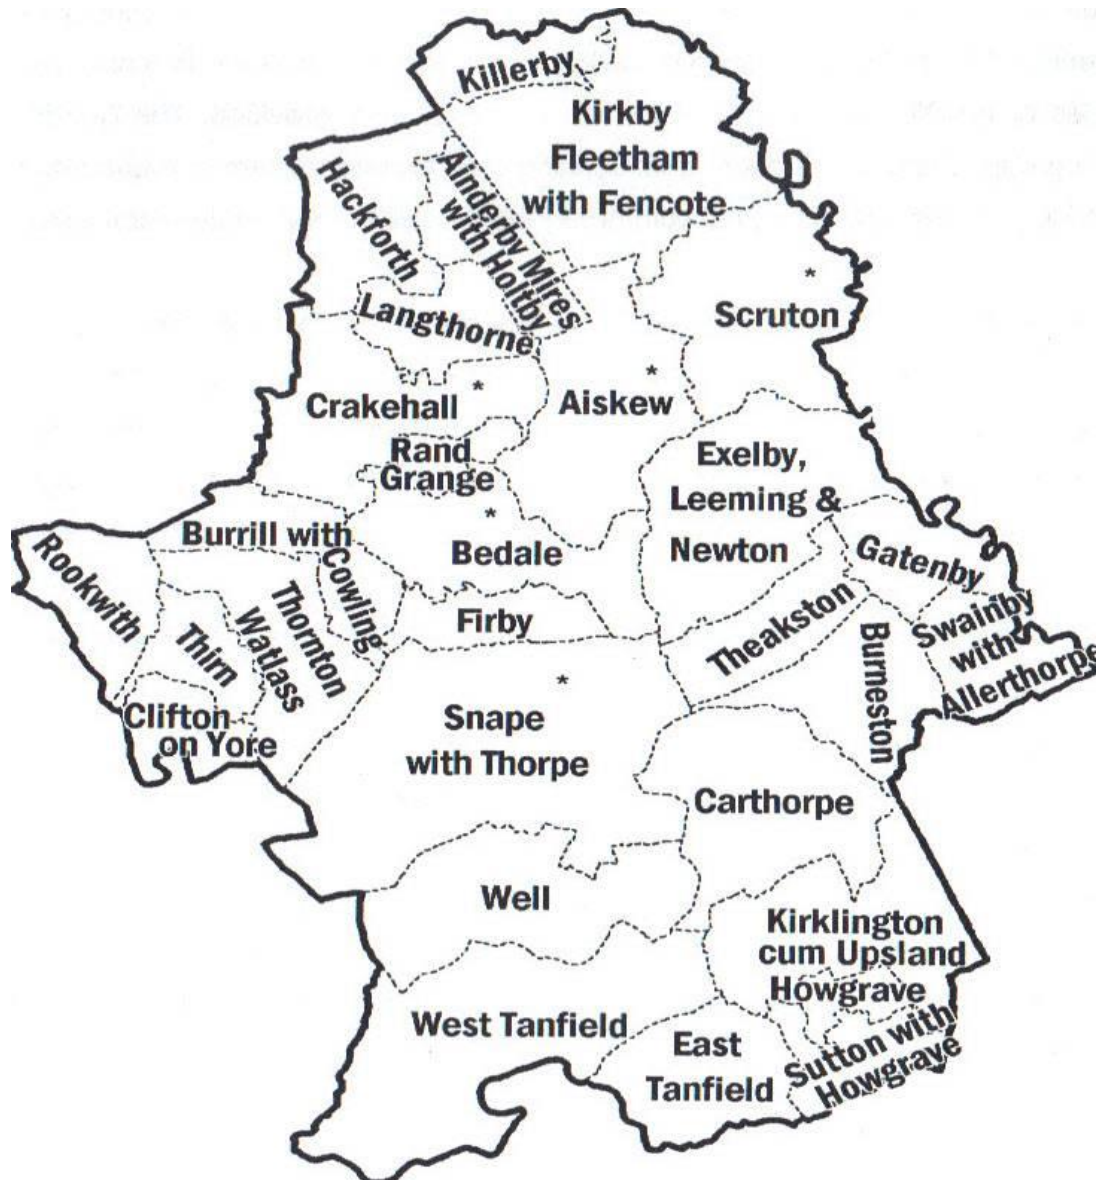 Killerby
Kirkby
Fleetham
with Fencote
Hackforth
Ainderby Mires
with Holtby
Langthorne
*
Scruton
Crakehall
*
Aiskew
*
Rand
Grange
Exelby,
Leeming &
Newton
Burrill with
Cowling
Bedale
*
Gatenby
Rookwith
Thirn
Thornton
Watlass
Firby
Theakston
Burneston
Swainby
with
Allerthorpe
Clifton
on Yore
*
Snape
with Thorpe
Carthorpe
Well
Kirklington
cum Upsland
Howgrave
West Tanfield
East
Tanfield
Sutton with
Howgrave